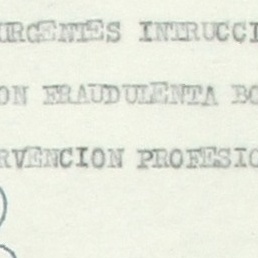 URGENTES INTRUCCI
ON FRAUDULENTA BO
RVENCION PROFESIO